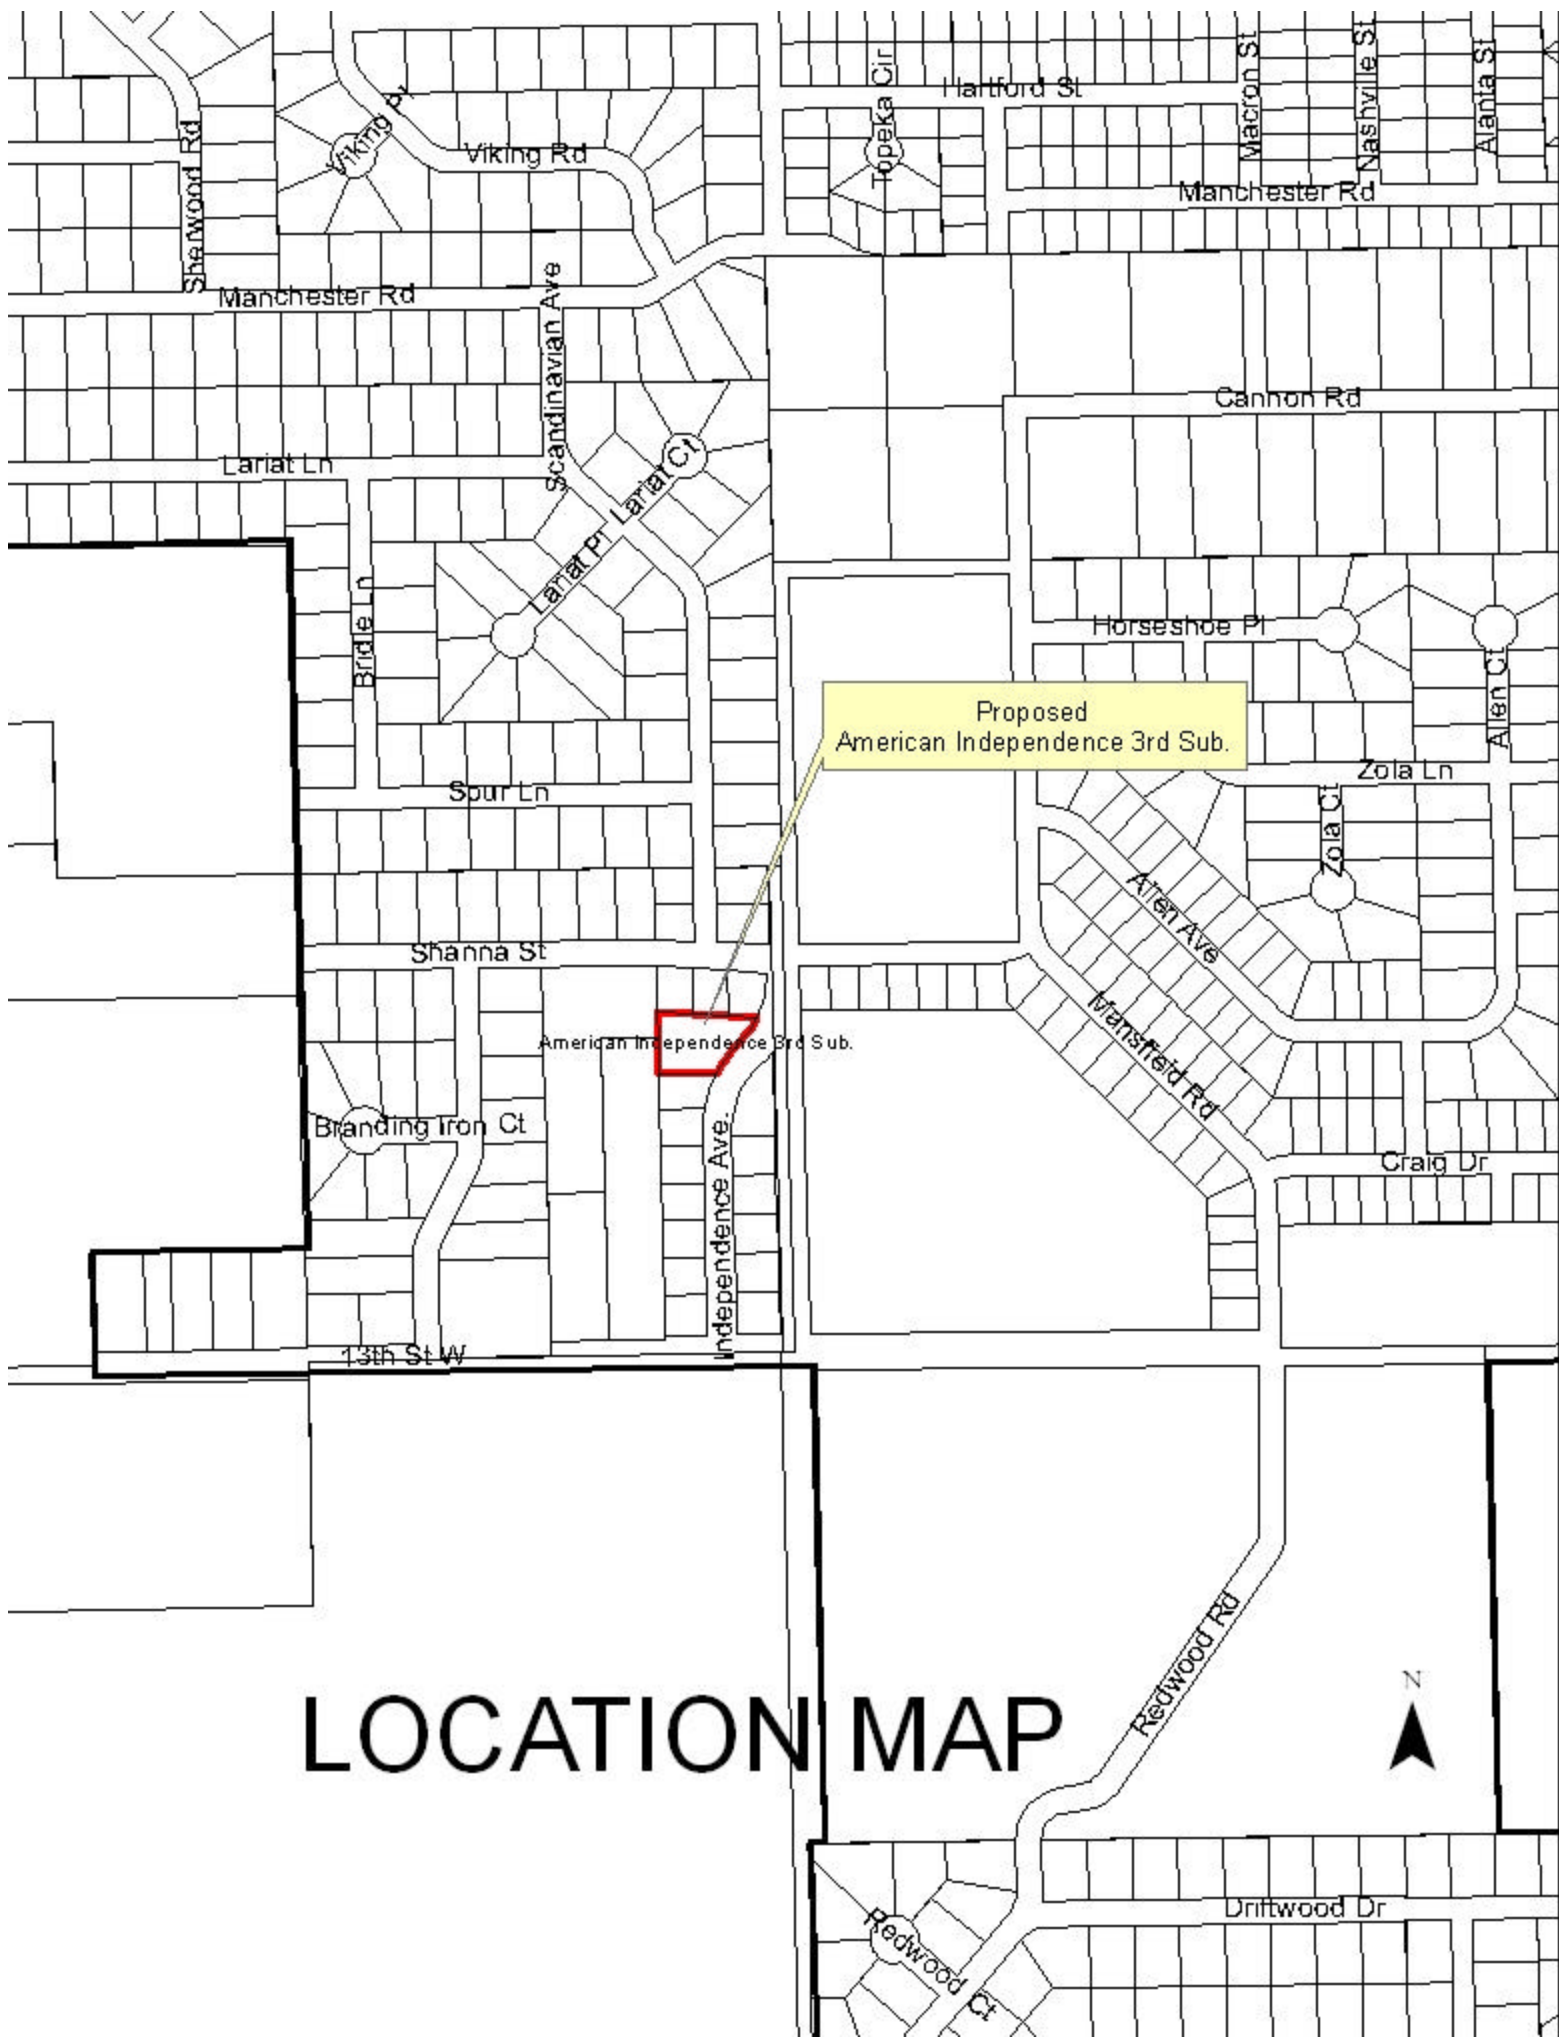 Hartford St
Topeka Cir
Macron St
Nashville St
Alanta St
Viking Pl
Viking Rd
Sherwood Rd
Manchester Rd
Manchester Rd
Scandinavian Ave
Cannon Rd
Lariat Ln
Lariat Ct
Lariat Pl
Bridle Ln
Horseshoe Pl
Allen Ct
Proposed
American Independence 3rd Sub.
Zola Ln
Spur Ln
Zola Ct
Allen Ave
Shanna St
Mansfield Rd
American Independence 3rd Sub.
Branding Iron Ct
Independence Ave.
Craig Dr
13th St W
Redwood Rd
N
LOCATION MAP
Driftwood Dr
Redwood Ct